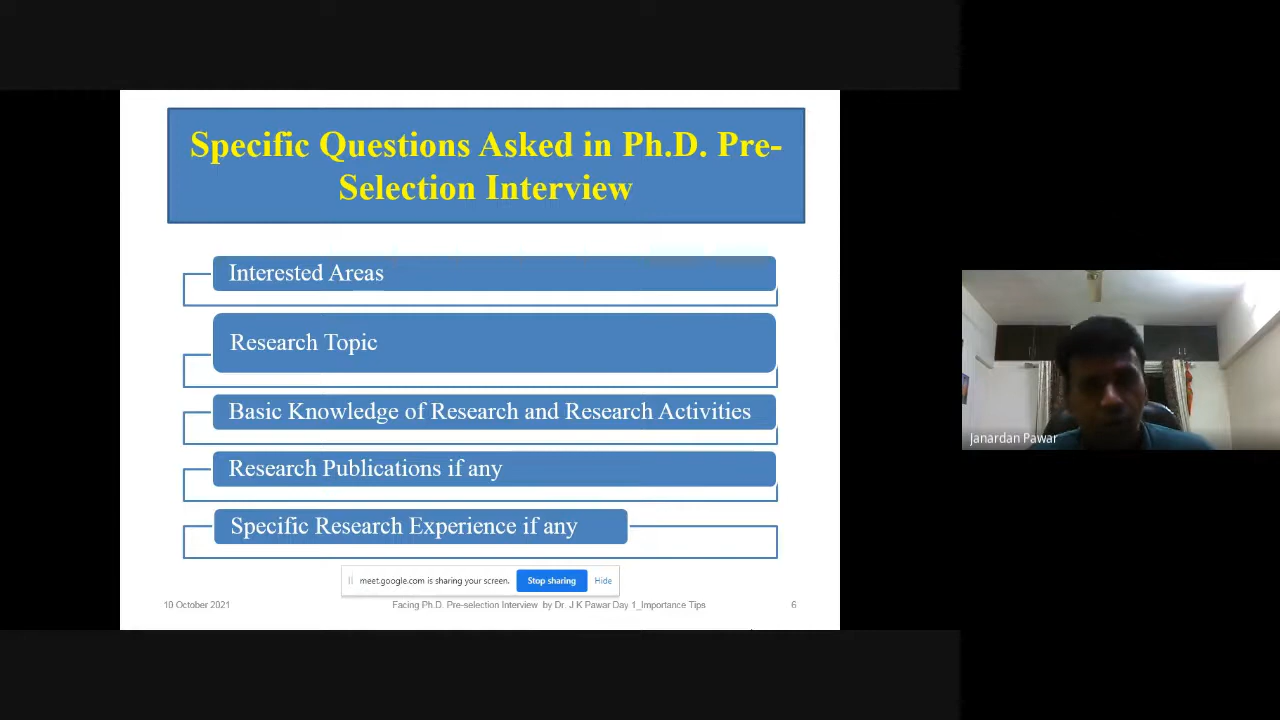 Specific Questions Asked in Ph.D. Pre-
Selection Interview
Interested Areas
Research Topic
Basic Knowledge of Research and Research Activities
Research Publications if any
Specific Research Experience if any
meet.google.com is sharing your screen. Stop sharing Hide
10 October 2021 Facing Ph.D. Pre-selection Interview by Dr. J K Pawar Day 1_Importance Tips 6
Janardan Pawar